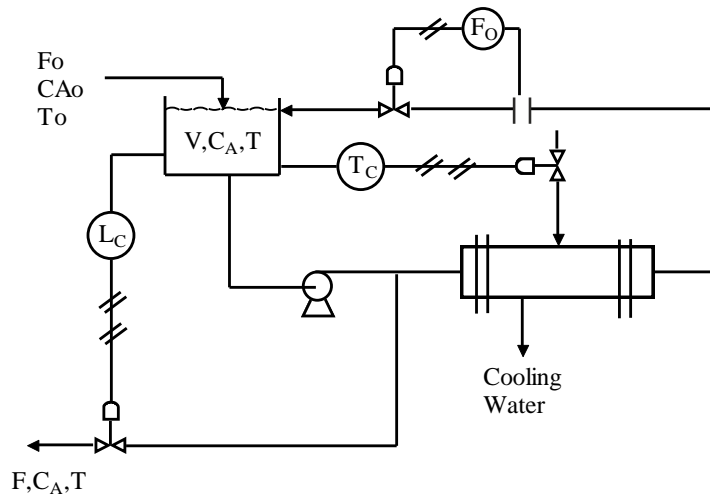 Fo
CAo
To
F_O
V,C_A,T
T_C
L_C
Cooling
Water
F,C_A,T